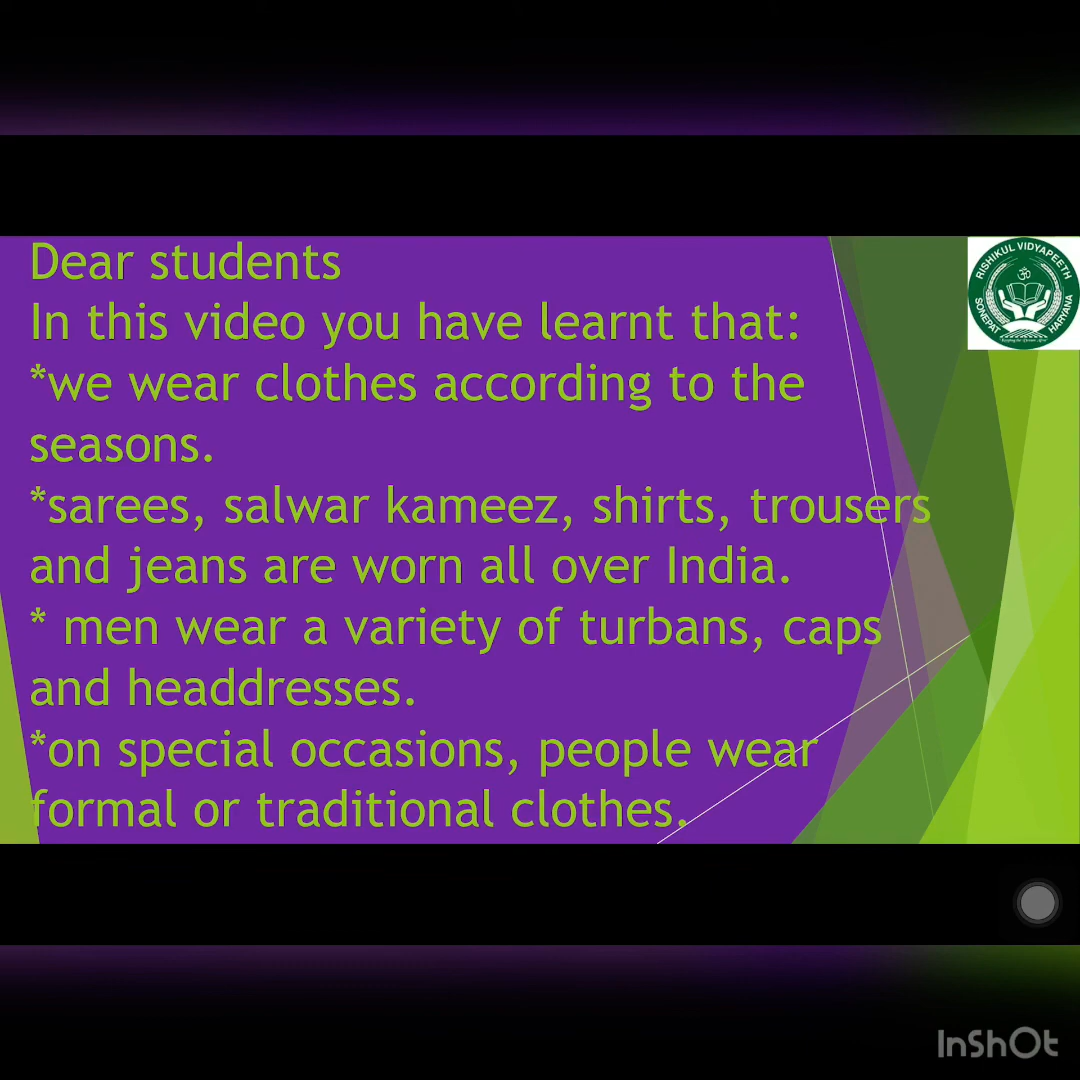 Dear students
In this video you have learnt that:
*we wear clothes according to the
seasons.
*sarees, salwar kameez, shirts, trousers
and jeans are worn all over India.
* men wear a variety of turbans, caps
and headdresses.
*on special occasions, people wear
formal or traditional clothes.
RISHIKUL VIDYAPEETH
ॐ
SONEPAT
HARYANA
InShOt